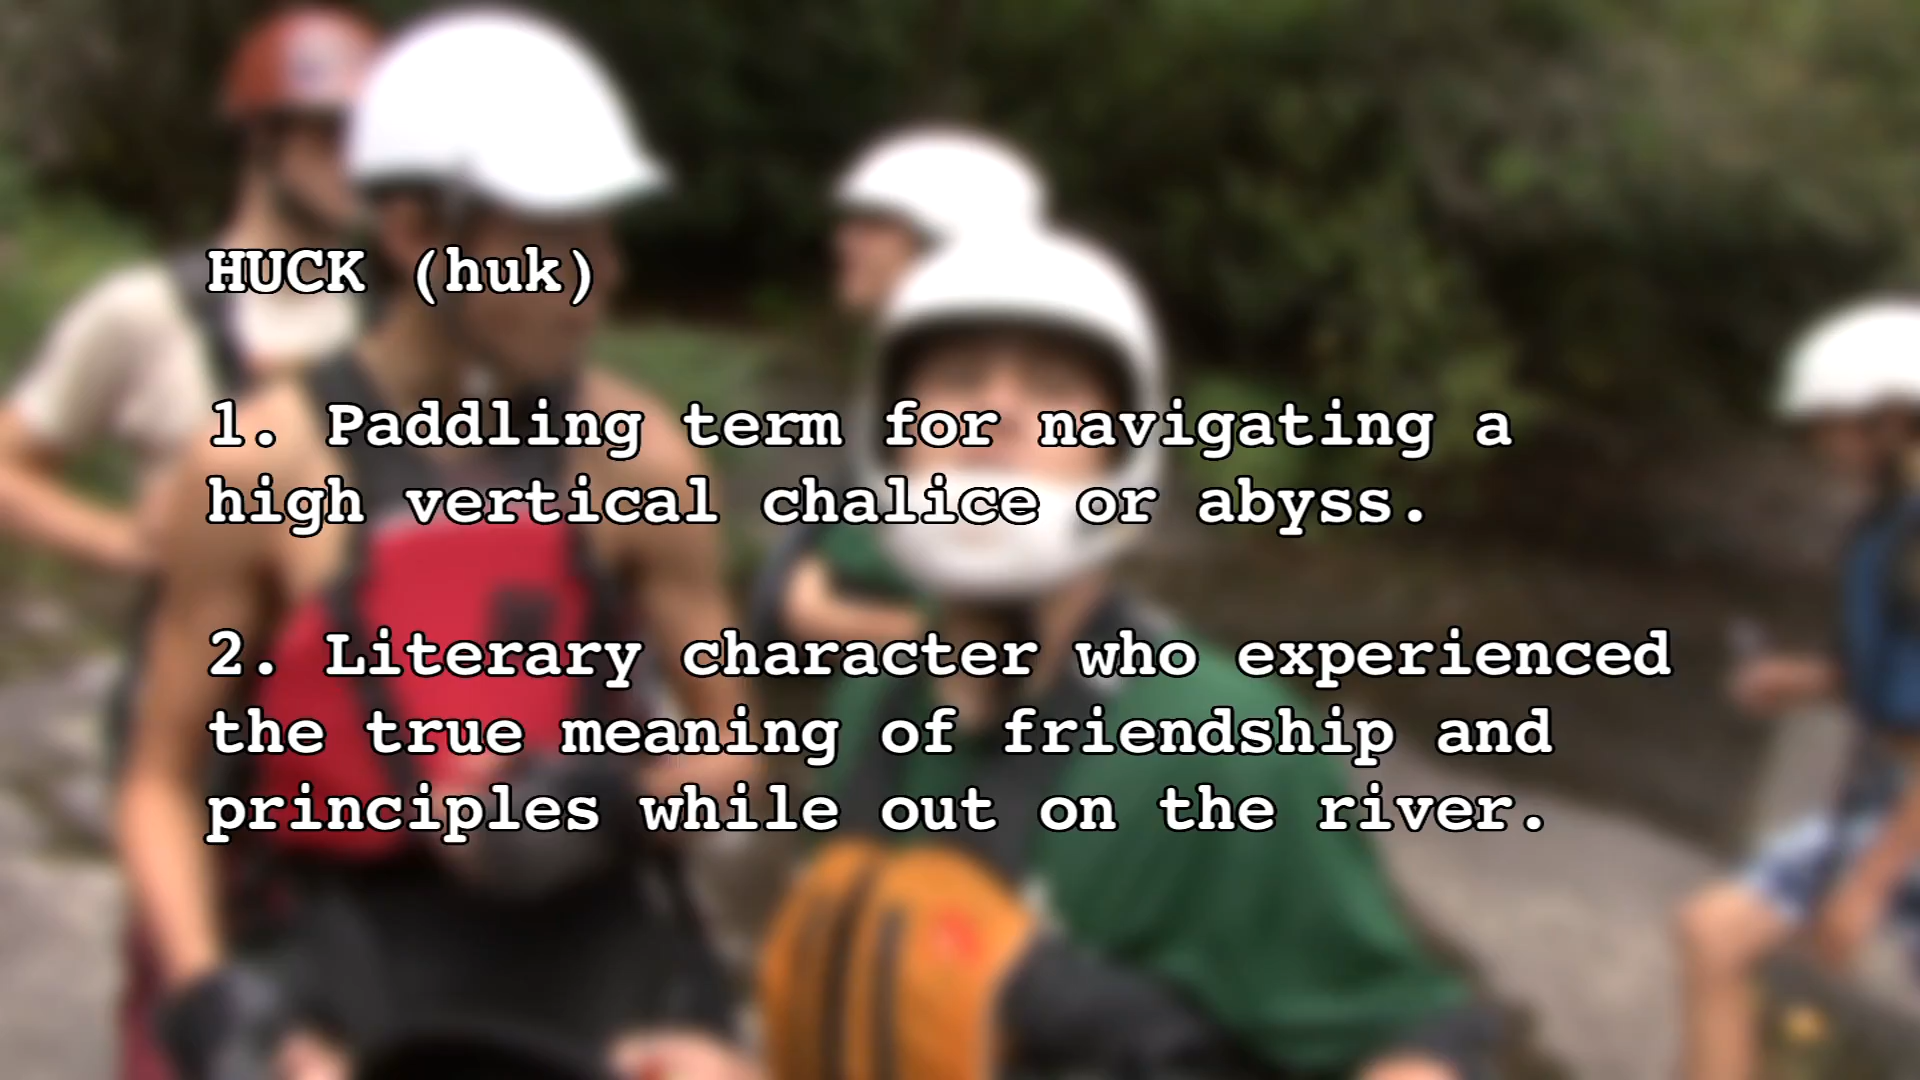 HUCK (huk)
1. Paddling term for navigating a
high vertical chalice or abyss.
2. Literary character who experienced
the true meaning of friendship and
principles while out on the river.